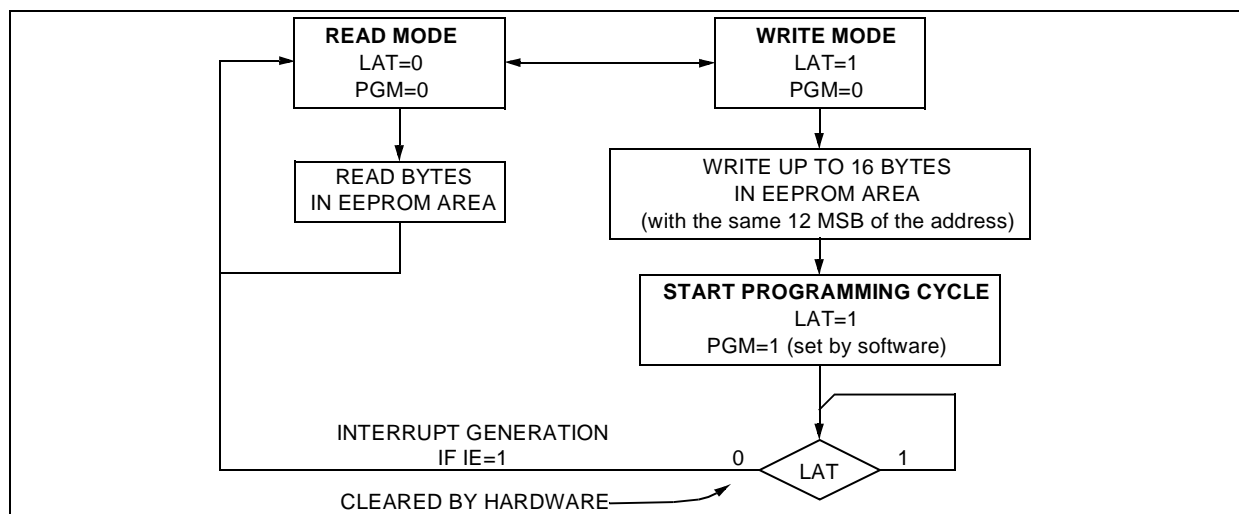 READ MODE
LAT=0
PGM=0
WRITE MODE
LAT=1
PGM=0
READ BYTES
IN EEPROM AREA
WRITE UP TO 16 BYTES
IN EEPROM AREA
(with the same 12 MSB of the address)
START PROGRAMMING CYCLE
LAT=1
PGM=1 (set by software)
INTERRUPT GENERATION
IF IE=1
0
LAT
1
CLEARED BY HARDWARE